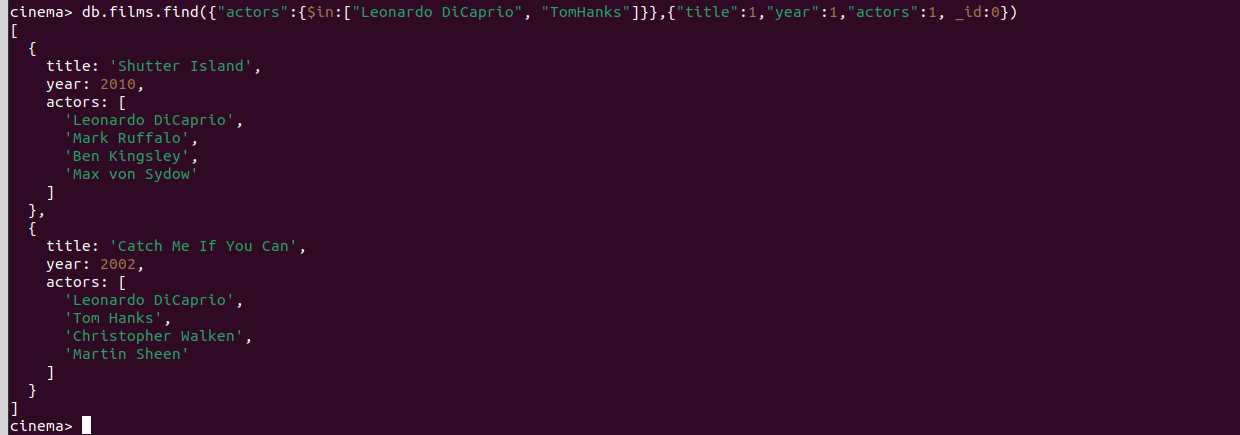 cinema> db.films.find({"actors":{$in:["Leonardo DiCaprio", "TomHanks"]}},{"title":1,"year":1,"actors":1, _id:0})
[
  {
    title: 'Shutter Island',
    year: 2010,
    actors: [
      'Leonardo DiCaprio',
      'Mark Ruffalo',
      'Ben Kingsley',
      'Max von Sydow'
    ]
  },
  {
    title: 'Catch Me If You Can',
    year: 2002,
    actors: [
      'Leonardo DiCaprio',
      'Tom Hanks',
      'Christopher Walken',
      'Martin Sheen'
    ]
  }
]
cinema>